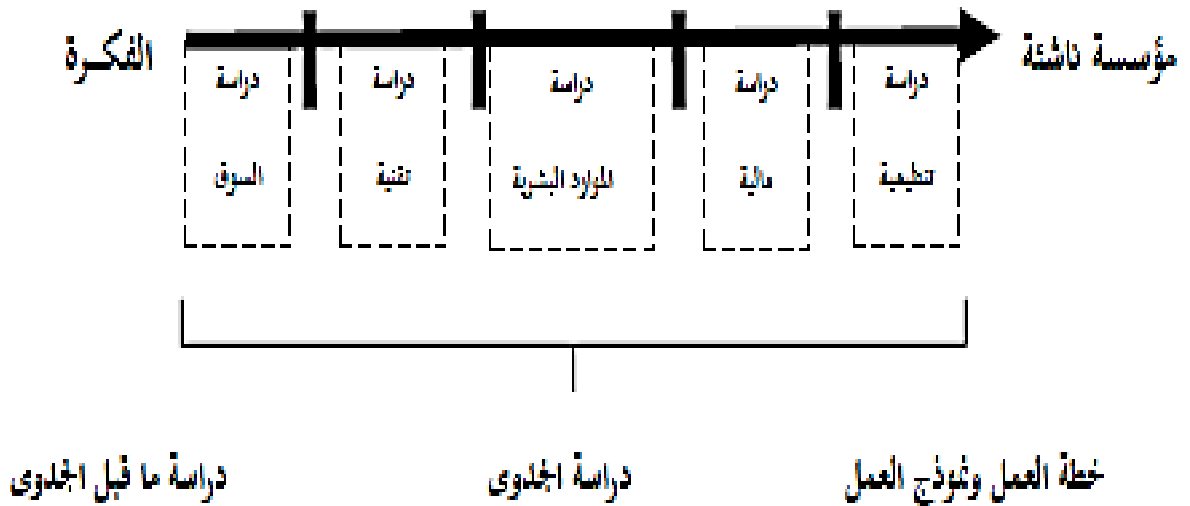 الفكرة
دراسة
السوق
دراسة
تقنية
دراسة
الموارد البشرية
دراسة
مالية
دراسة
تنظيمية
مؤسسة ناشئة
دراسة ما قبل الجدوى
دراسة الجدوى
خطة العمل ونموذج العمل